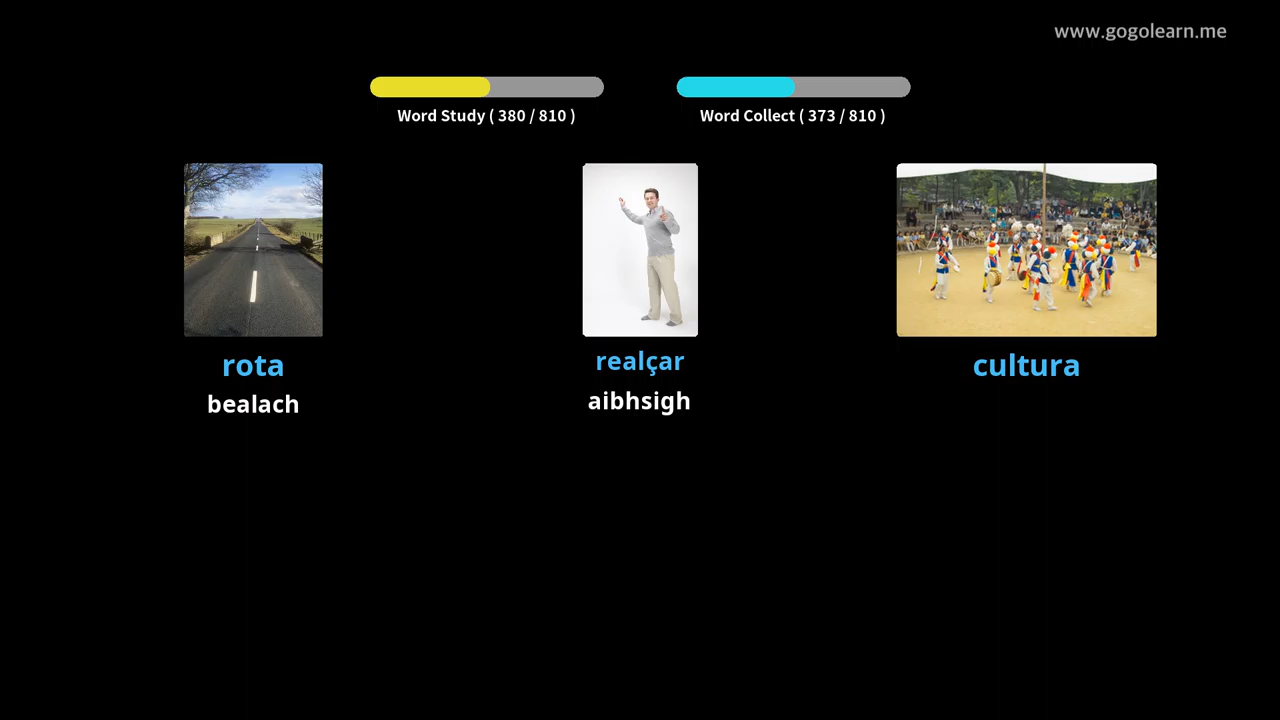 www.gogolearn.me
Word Study ( 380 / 810 )
Word Collect ( 373 / 810 )
rota
bealach
realçar
aibhsigh
cultura